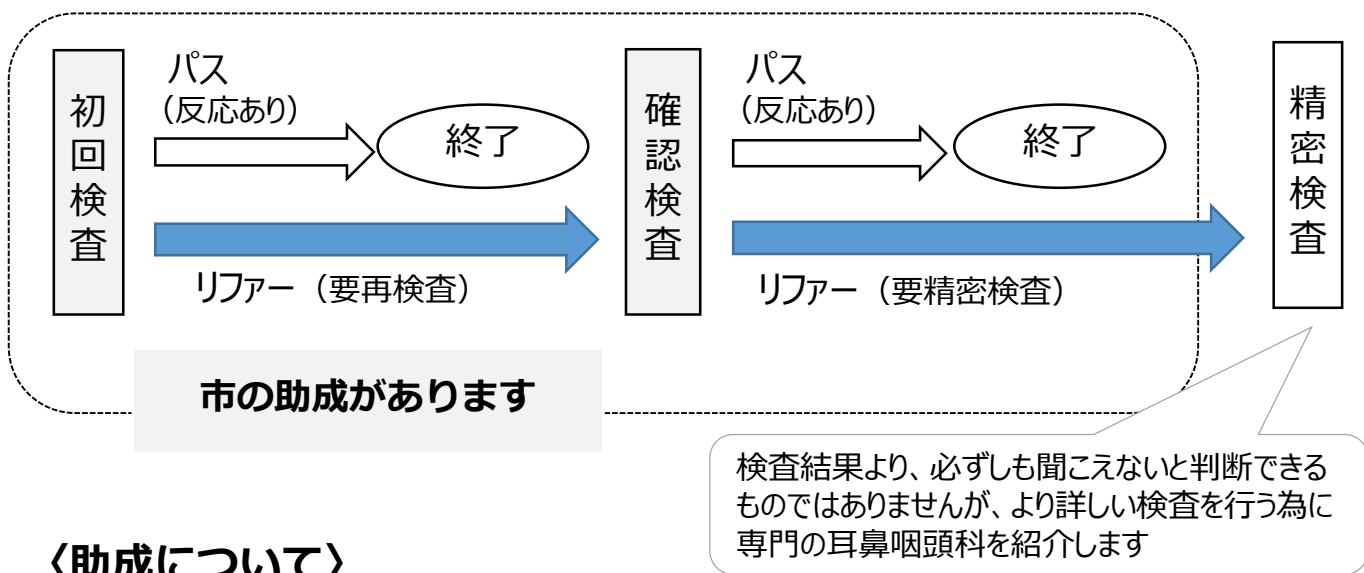 初回検査
パス
（反応あり）
終了
リファー（要再検査）
確認検査
パス
（反応あり）
終了
リファー（要精密検査）
精密検査
市の助成があります
検査結果より、必ずしも聞こえないと判断できる
ものではありませんが、より詳しい検査を行う為に
専門の耳鼻咽頭科を紹介します
〈助成について〉